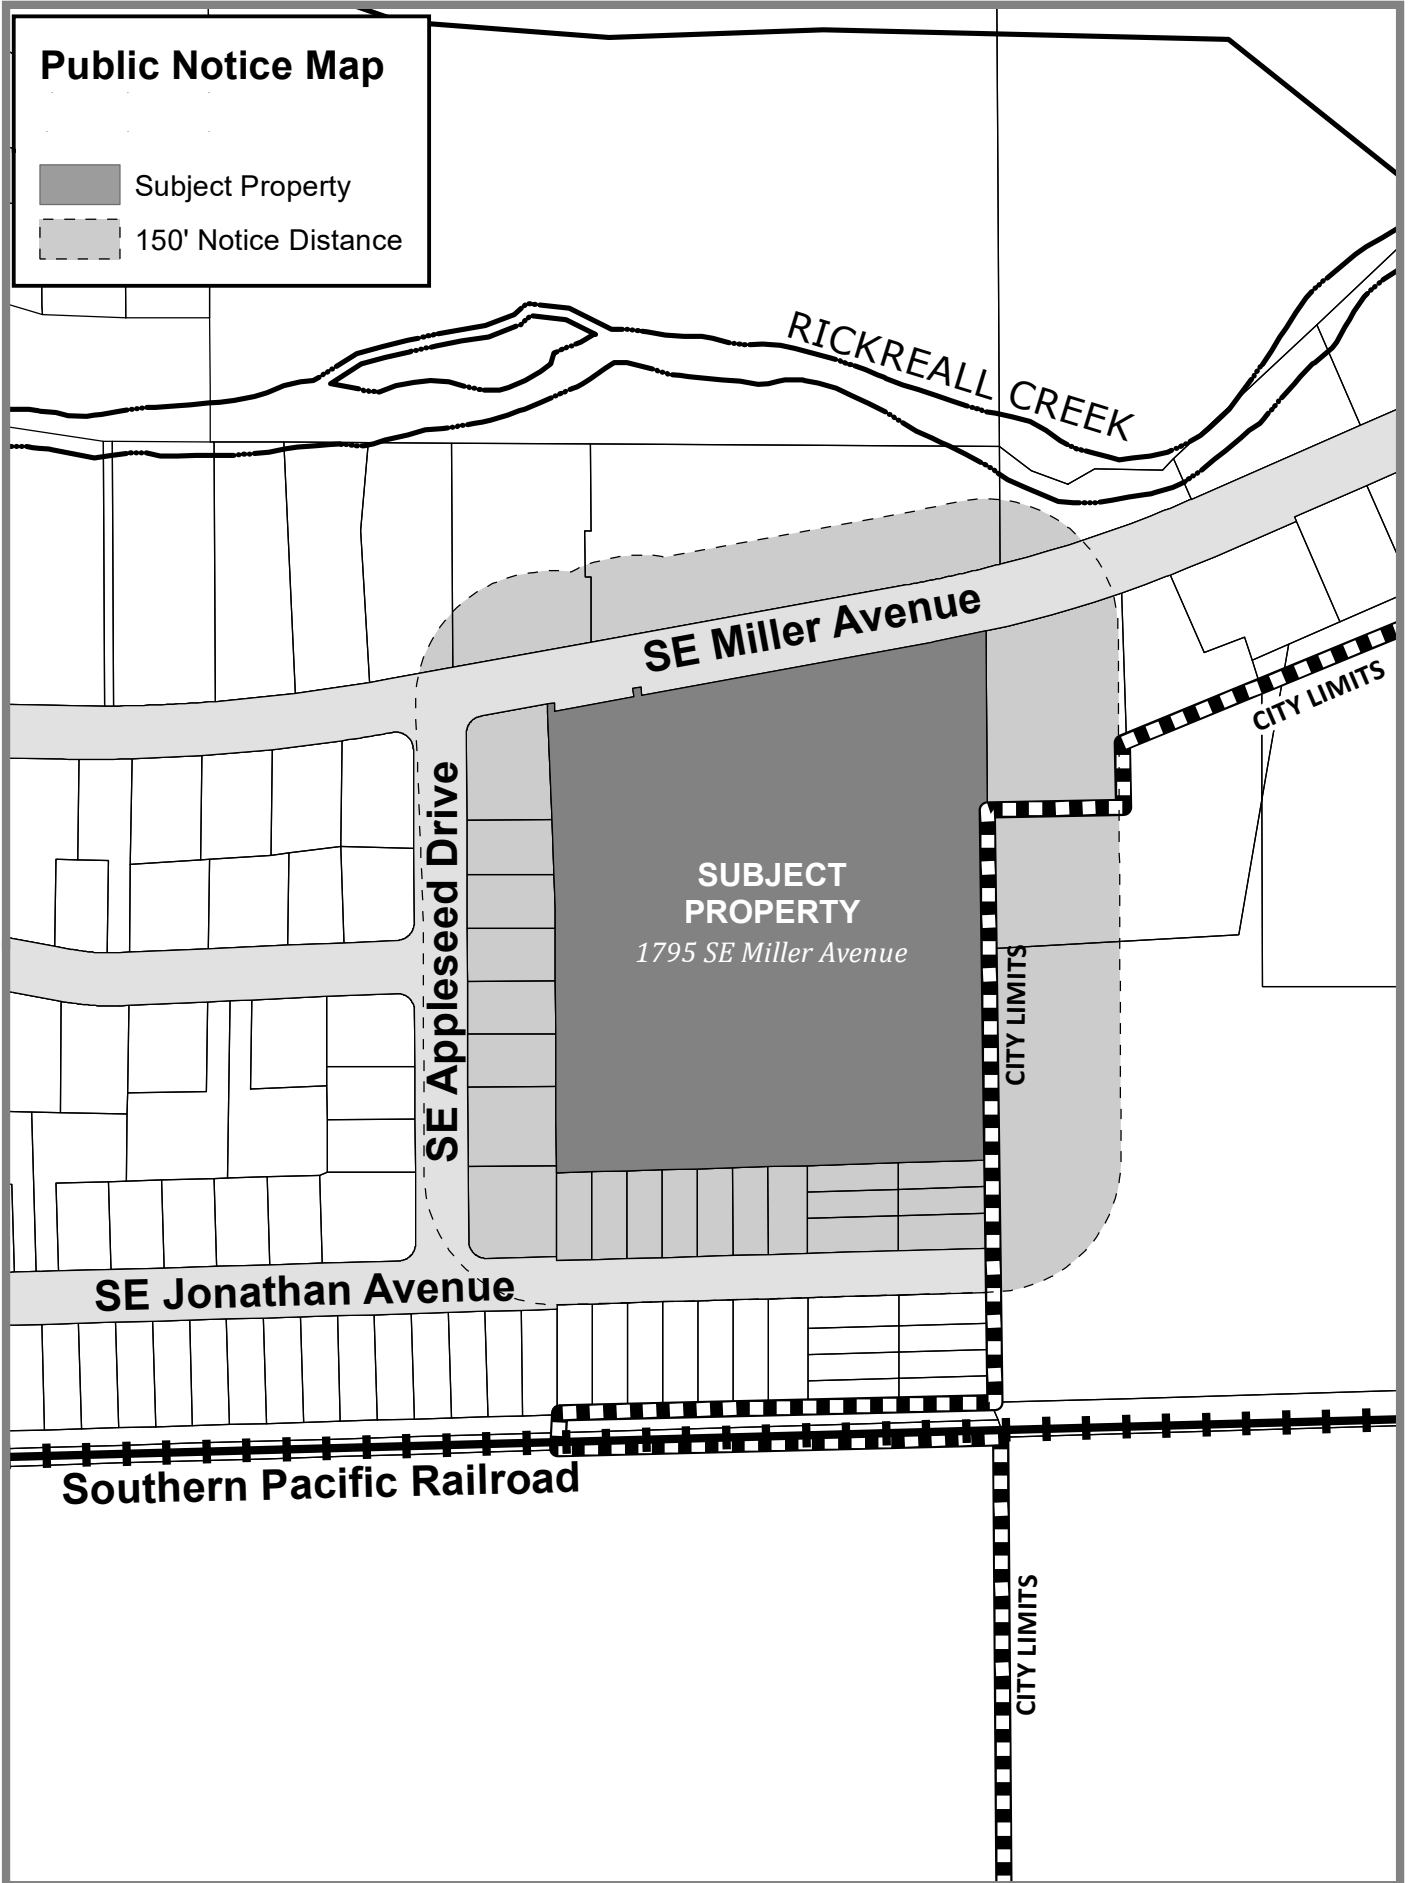 Public Notice Map
Subject Property
150' Notice Distance
RICKREALL CREEK
SE Miller Avenue
CITY LIMITS
SE Appleseed Drive
SUBJECT
PROPERTY
1795 SE Miller Avenue
CITY LIMITS
SE Jonathan Avenue
Southern Pacific Railroad
CITY LIMITS